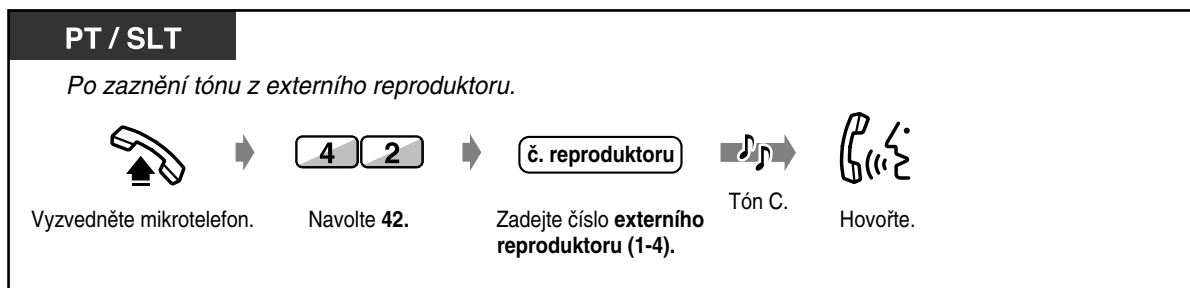 PT / SLT
Po zaznění tónu z externího reproduktoru.
4 2
č. reproduktoru
Vyzvedněte mikrotelefon.
Navolte 42.
Zadejte číslo externího
reproduktoru (1-4).
Tón C.
Hovořte.